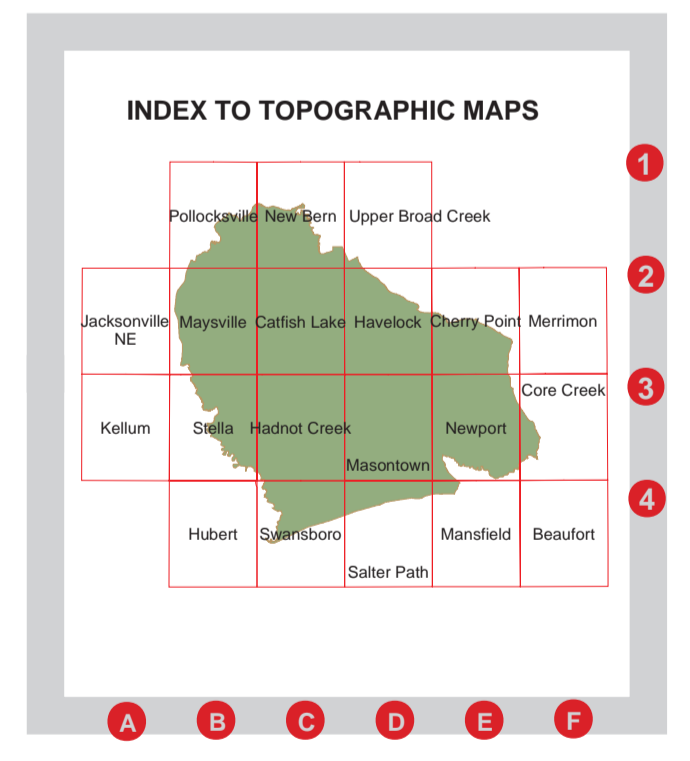 INDEX TO TOPOGRAPHIC MAPS
1
Pollocksville New Bern Upper Broad Creek
2
Jacksonville
NE
Maysville Catfish Lake Havelock Cherry Point Merrimon
3
Core Creek
Kellum Stella Hadnot Creek Newport
Masontown
4
Hubert Swansboro Mansfield Beaufort
Salter Path
A B C D E F